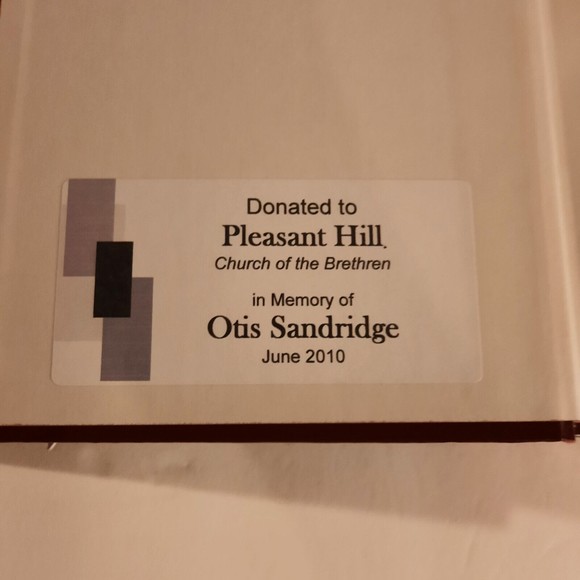 Donated to
Pleasant Hill.
Church of the Brethren
in Memory of
Otis Sandridge
June 2010